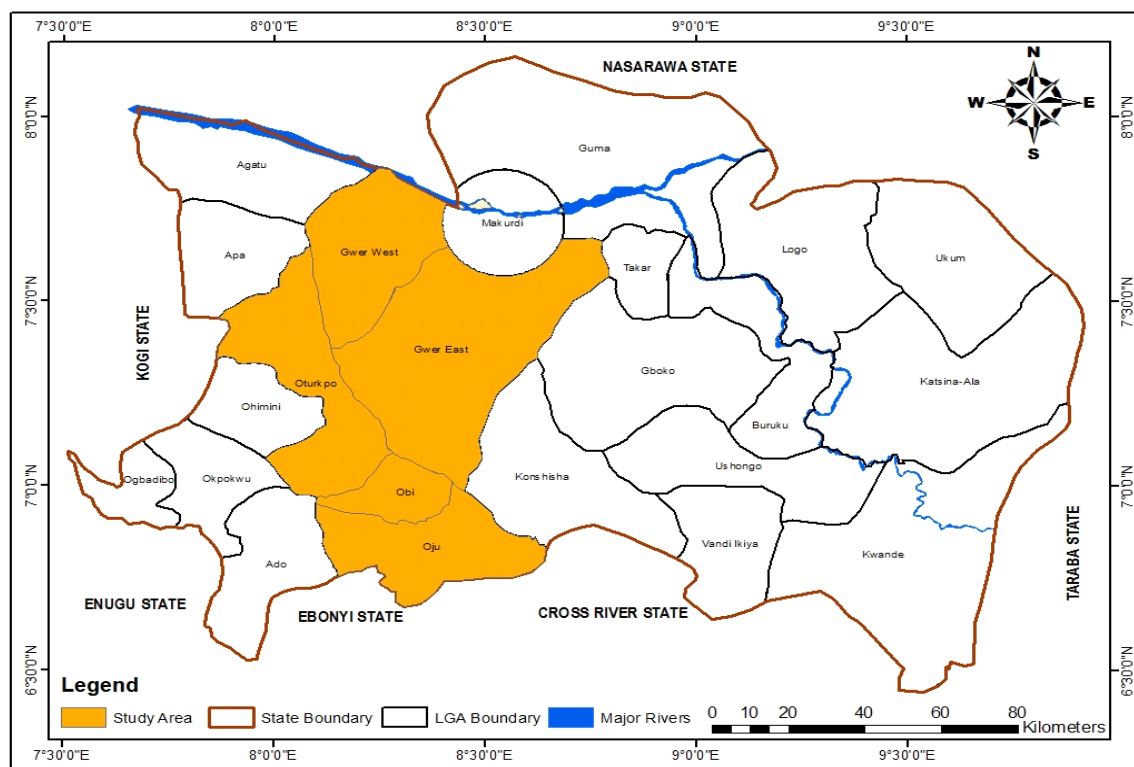 7°30'0"E 8°0'0"E 8°30'0"E 9°0'0"E 9°30'0"E
NASARAWA STATE
N
W E
S
8°0'0"N 8°0'0"N
Guma
Agatu
Makurdi
Gwer West
Logo
Apa
Takar
Ukum
7°30'0"N 7°30'0"N
KOGI STATE
Gwer East
Gboko
Oturkpo
Katsina-Ala
Ohimini
Buruku
Ushongo
Ogbadibo
Okpokwu
Konshisha
7°0'0"N 7°0'0"N
Obi
Oju
Vandi Ikiya
Kwande
Ado
TARABA STATE
ENUGU STATE
EBONYI STATE
CROSS RIVER STATE
6°30'0"N 6°30'0"N
Legend
Study Area State Boundary LGA Boundary Major Rivers
0 10 20 40 60 80
Kilometers
7°30'0"E 8°0'0"E 8°30'0"E 9°0'0"E 9°30'0"E